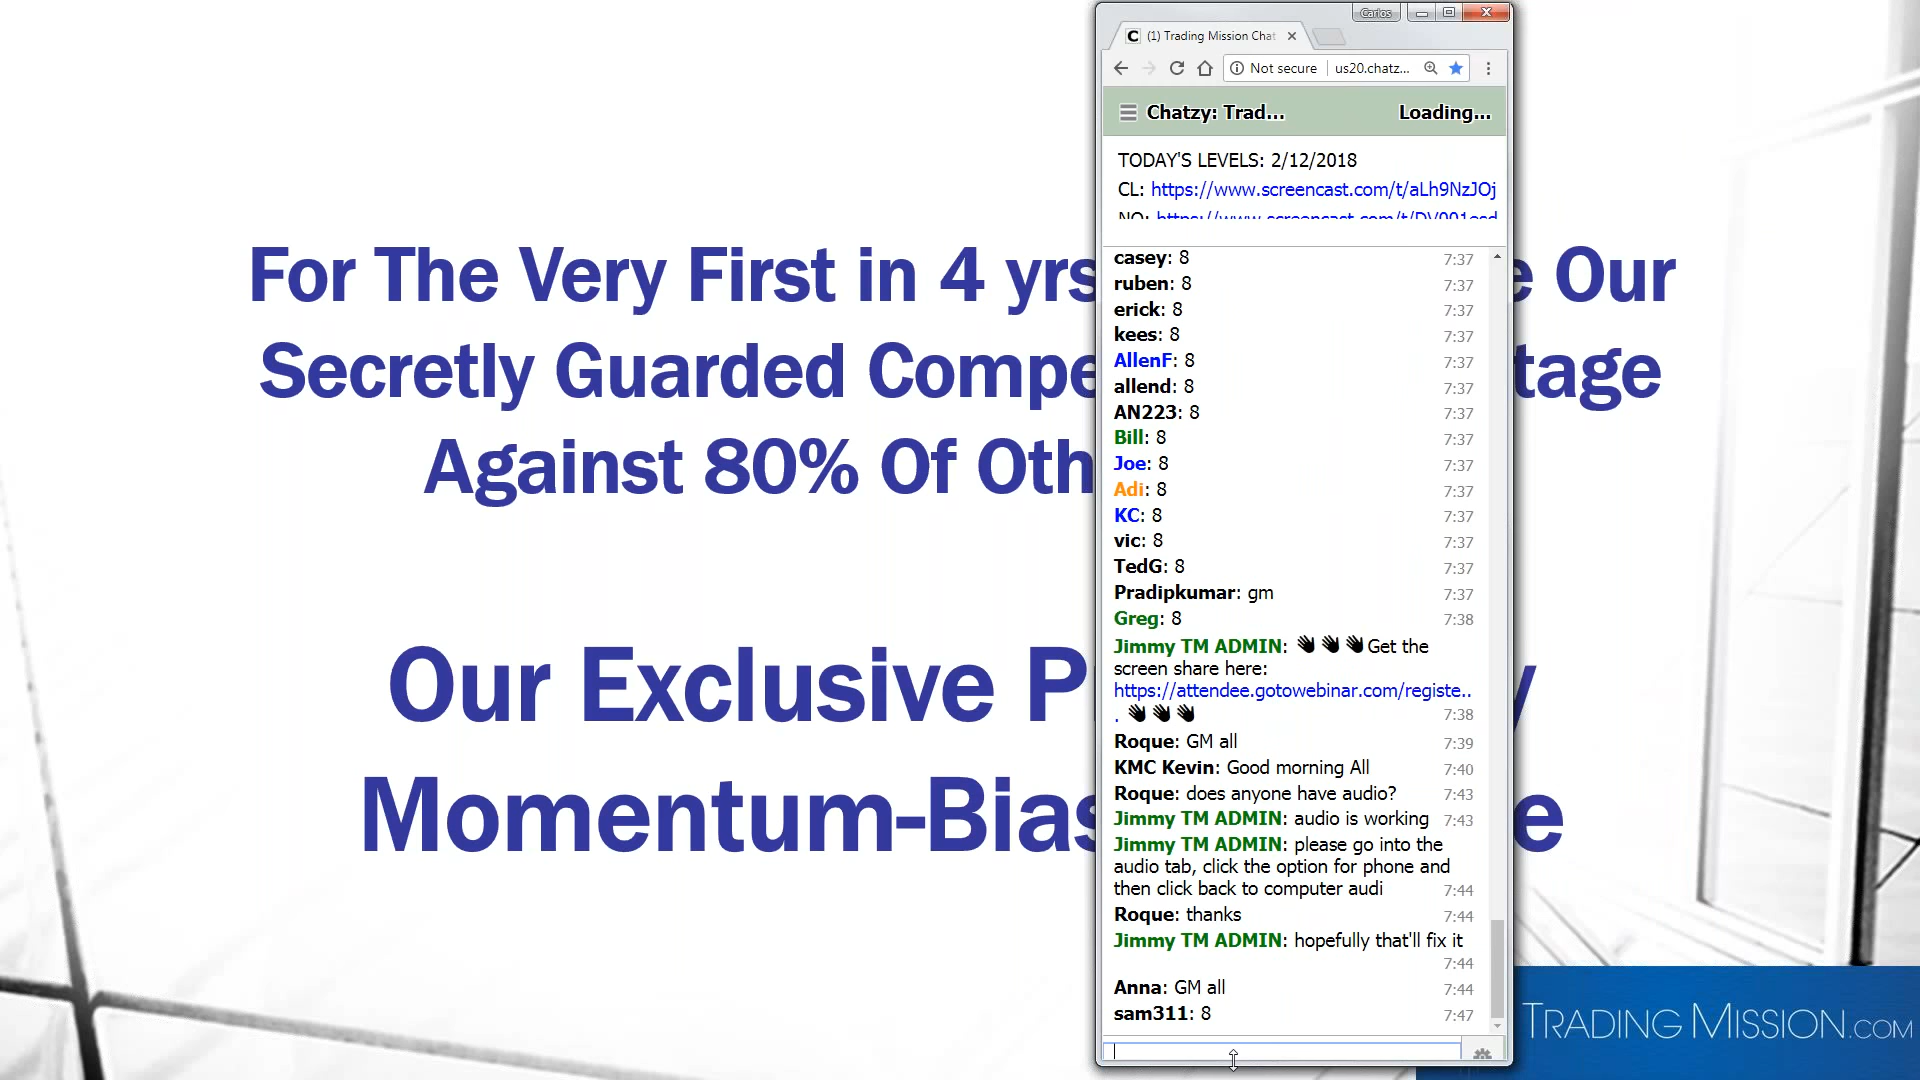 For The Very First in 4 yrs e Our
Secretly Guarded Compe tage
Against 80% Of Oth
Our Exclusive P y
Momentum-Bias e
Carlos
C (1) Trading Mission Chat
Not secure us20.chatz...
Chatzy: Trad... Loading...
TODAY'S LEVELS: 2/12/2018
CL: https://www.screencast.com/t/aLh9NzJOj
NQ: https://www.screencast.com/t/
casey: 8 7:37
ruben: 8 7:37
erick: 8 7:37
kees: 8 7:37
AllenF: 8 7:37
allend: 8 7:37
AN223: 8 7:37
Bill: 8 7:37
Joe: 8 7:37
Adi: 8 7:37
KC: 8 7:37
vic: 8 7:37
TedG: 8 7:37
Pradipkumar: gm 7:37
Greg: 8 7:38
Jimmy TM ADMIN: 👋👋👋Get the
screen share here:
https://attendee.gotowebinar.com/registe..
. 👋👋👋 7:38
Roque: GM all 7:39
KMC Kevin: Good morning All 7:40
Roque: does anyone have audio? 7:43
Jimmy TM ADMIN: audio is working 7:43
Jimmy TM ADMIN: please go into the
audio tab, click the option for phone and
then click back to computer audi 7:44
Roque: thanks 7:44
Jimmy TM ADMIN: hopefully that'll fix it
7:44
Anna: GM all 7:44
sam311: 8 7:47
TRADING MISSION.COM